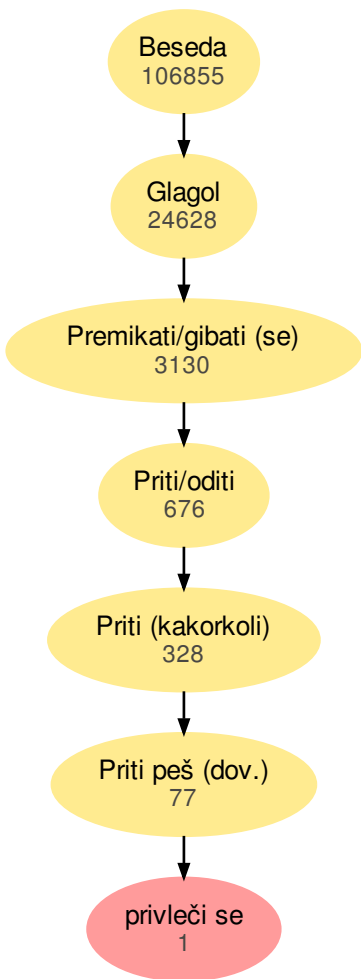 Beseda
106855
Glagol
24628
Premikati/gibati (se)
3130
Priti/oditi
676
Priti (kakorkoli)
328
Priti peš (dov.)
77
privleči se
1